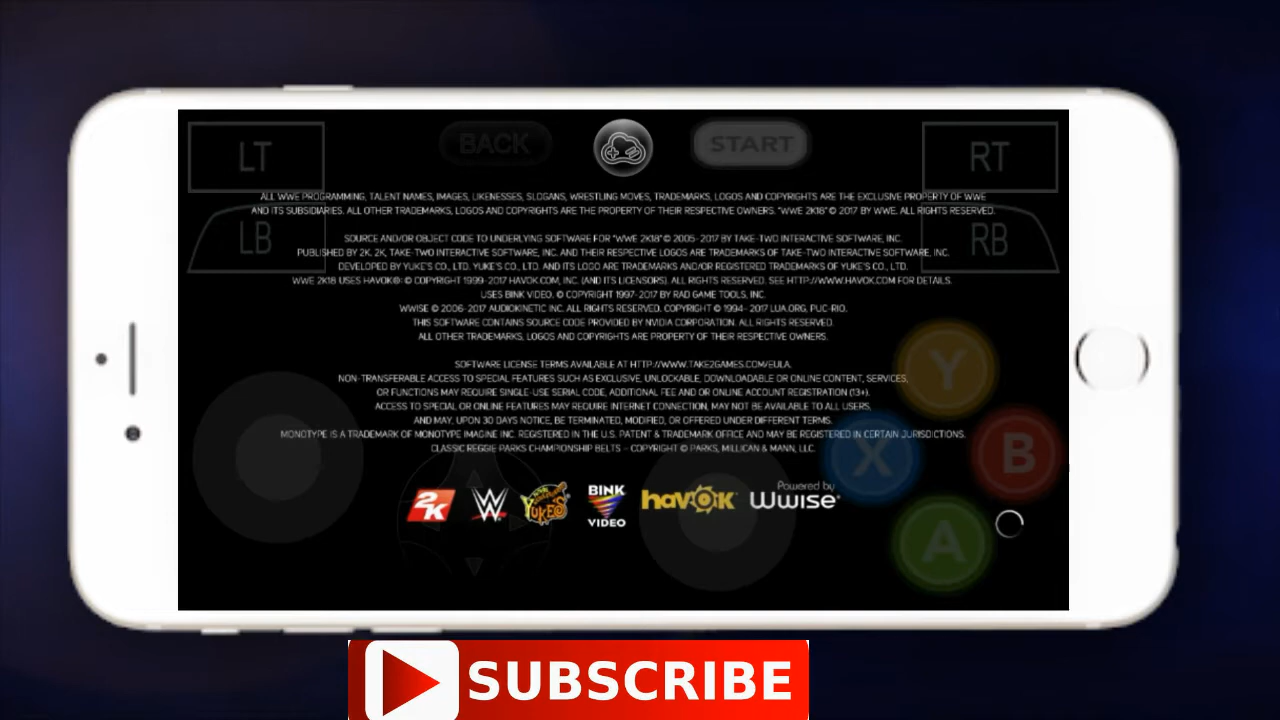 BACK
START
LT
RT
ALL WWE PROGRAMMING, TALENT NAMES, IMAGES, LIKENESSES, SLOGANS, WRESTLING MOVES, TRADEMARKS, LOGOS AND COPYRIGHTS ARE THE EXCLUSIVE PROPERTY OF WWE
AND ITS SUBSIDIARIES. ALL OTHER TRADEMARKS, LOGOS AND COPYRIGHTS ARE THE PROPERTY OF THEIR RESPECTIVE OWNERS. "WWE 2K18" © 2017 BY WWE, ALL RIGHTS RESERVED.
LB
RB
SOURCE AND/OR OBJECT CODE TO UNDERLYING SOFTWARE FOR "WWE 2K18" © 2005-2017 BY TAKE-TWO INTERACTIVE SOFTWARE, INC.
PUBLISHED BY 2K. 2K, TAKE-TWO INTERACTIVE SOFTWARE, INC. AND THEIR RESPECTIVE LOGOS ARE TRADEMARKS OF TAKE-TWO INTERACTIVE SOFTWARE, INC.
DEVELOPED BY YUKE'S CO., LTD. YUKE'S CO., LTD. AND ITS LOGO ARE TRADEMARKS AND/OR REGISTERED TRADEMARKS OF YUKE'S CO., LTD.
WWE 2K18 USES HAVOK®: © COPYRIGHT 1999-2017 HAVOK.COM, INC. (AND ITS LICENSORS). ALL RIGHTS RESERVED. SEE HTTP://WWW.HAVOK.COM FOR DETAILS.
USES BINK VIDEO. © COPYRIGHT 1997-2017 BY RAD GAME TOOLS, INC.
WWISE © 2006-2017 AUDIOKINETIC INC. ALL RIGHTS RESERVED. COPYRIGHT © 1994-2017 LUA.ORG, PUC-RIO.
THIS SOFTWARE CONTAINS SOURCE CODE PROVIDED BY NVIDIA CORPORATION. ALL RIGHTS RESERVED.
ALL OTHER TRADEMARKS, LOGOS AND COPYRIGHTS ARE PROPERTY OF THEIR RESPECTIVE OWNERS.
SOFTWARE LICENSE TERMS AVAILABLE AT HTTP://WWW.TAKE2GAMES.COM/EULA.
NON-TRANSFERABLE ACCESS TO SPECIAL FEATURES SUCH AS EXCLUSIVE, UNLOCKABLE, DOWNLOADABLE OR ONLINE CONTENT, SERVICES,
OR FUNCTIONS MAY REQUIRE SINGLE-USE SERIAL CODE, ADDITIONAL FEE AND OR ONLINE ACCOUNT REGISTRATION (13+).
ACCESS TO SPECIAL OR ONLINE FEATURES MAY REQUIRE INTERNET CONNECTION, MAY NOT BE AVAILABLE TO ALL USERS,
AND MAY, UPON 30 DAYS NOTICE, BE TERMINATED, MODIFIED, OR OFFERED UNDER DIFFERENT TERMS.
MONOTYPE IS A TRADEMARK OF MONOTYPE IMAGINE INC. REGISTERED IN THE U.S. PATENT & TRADEMARK OFFICE AND MAY BE REGISTERED IN CERTAIN JURISDICTIONS.
CLASSIC REGGIE PARKS CHAMPIONSHIP BELTS - COPYRIGHT © PARKS, MILLICAN & MANN, LLC.
Y
X
B
A
2K
W
YUKE'S
BINK
VIDEO
havok
Powered by
Wwise
SUBSCRIBE